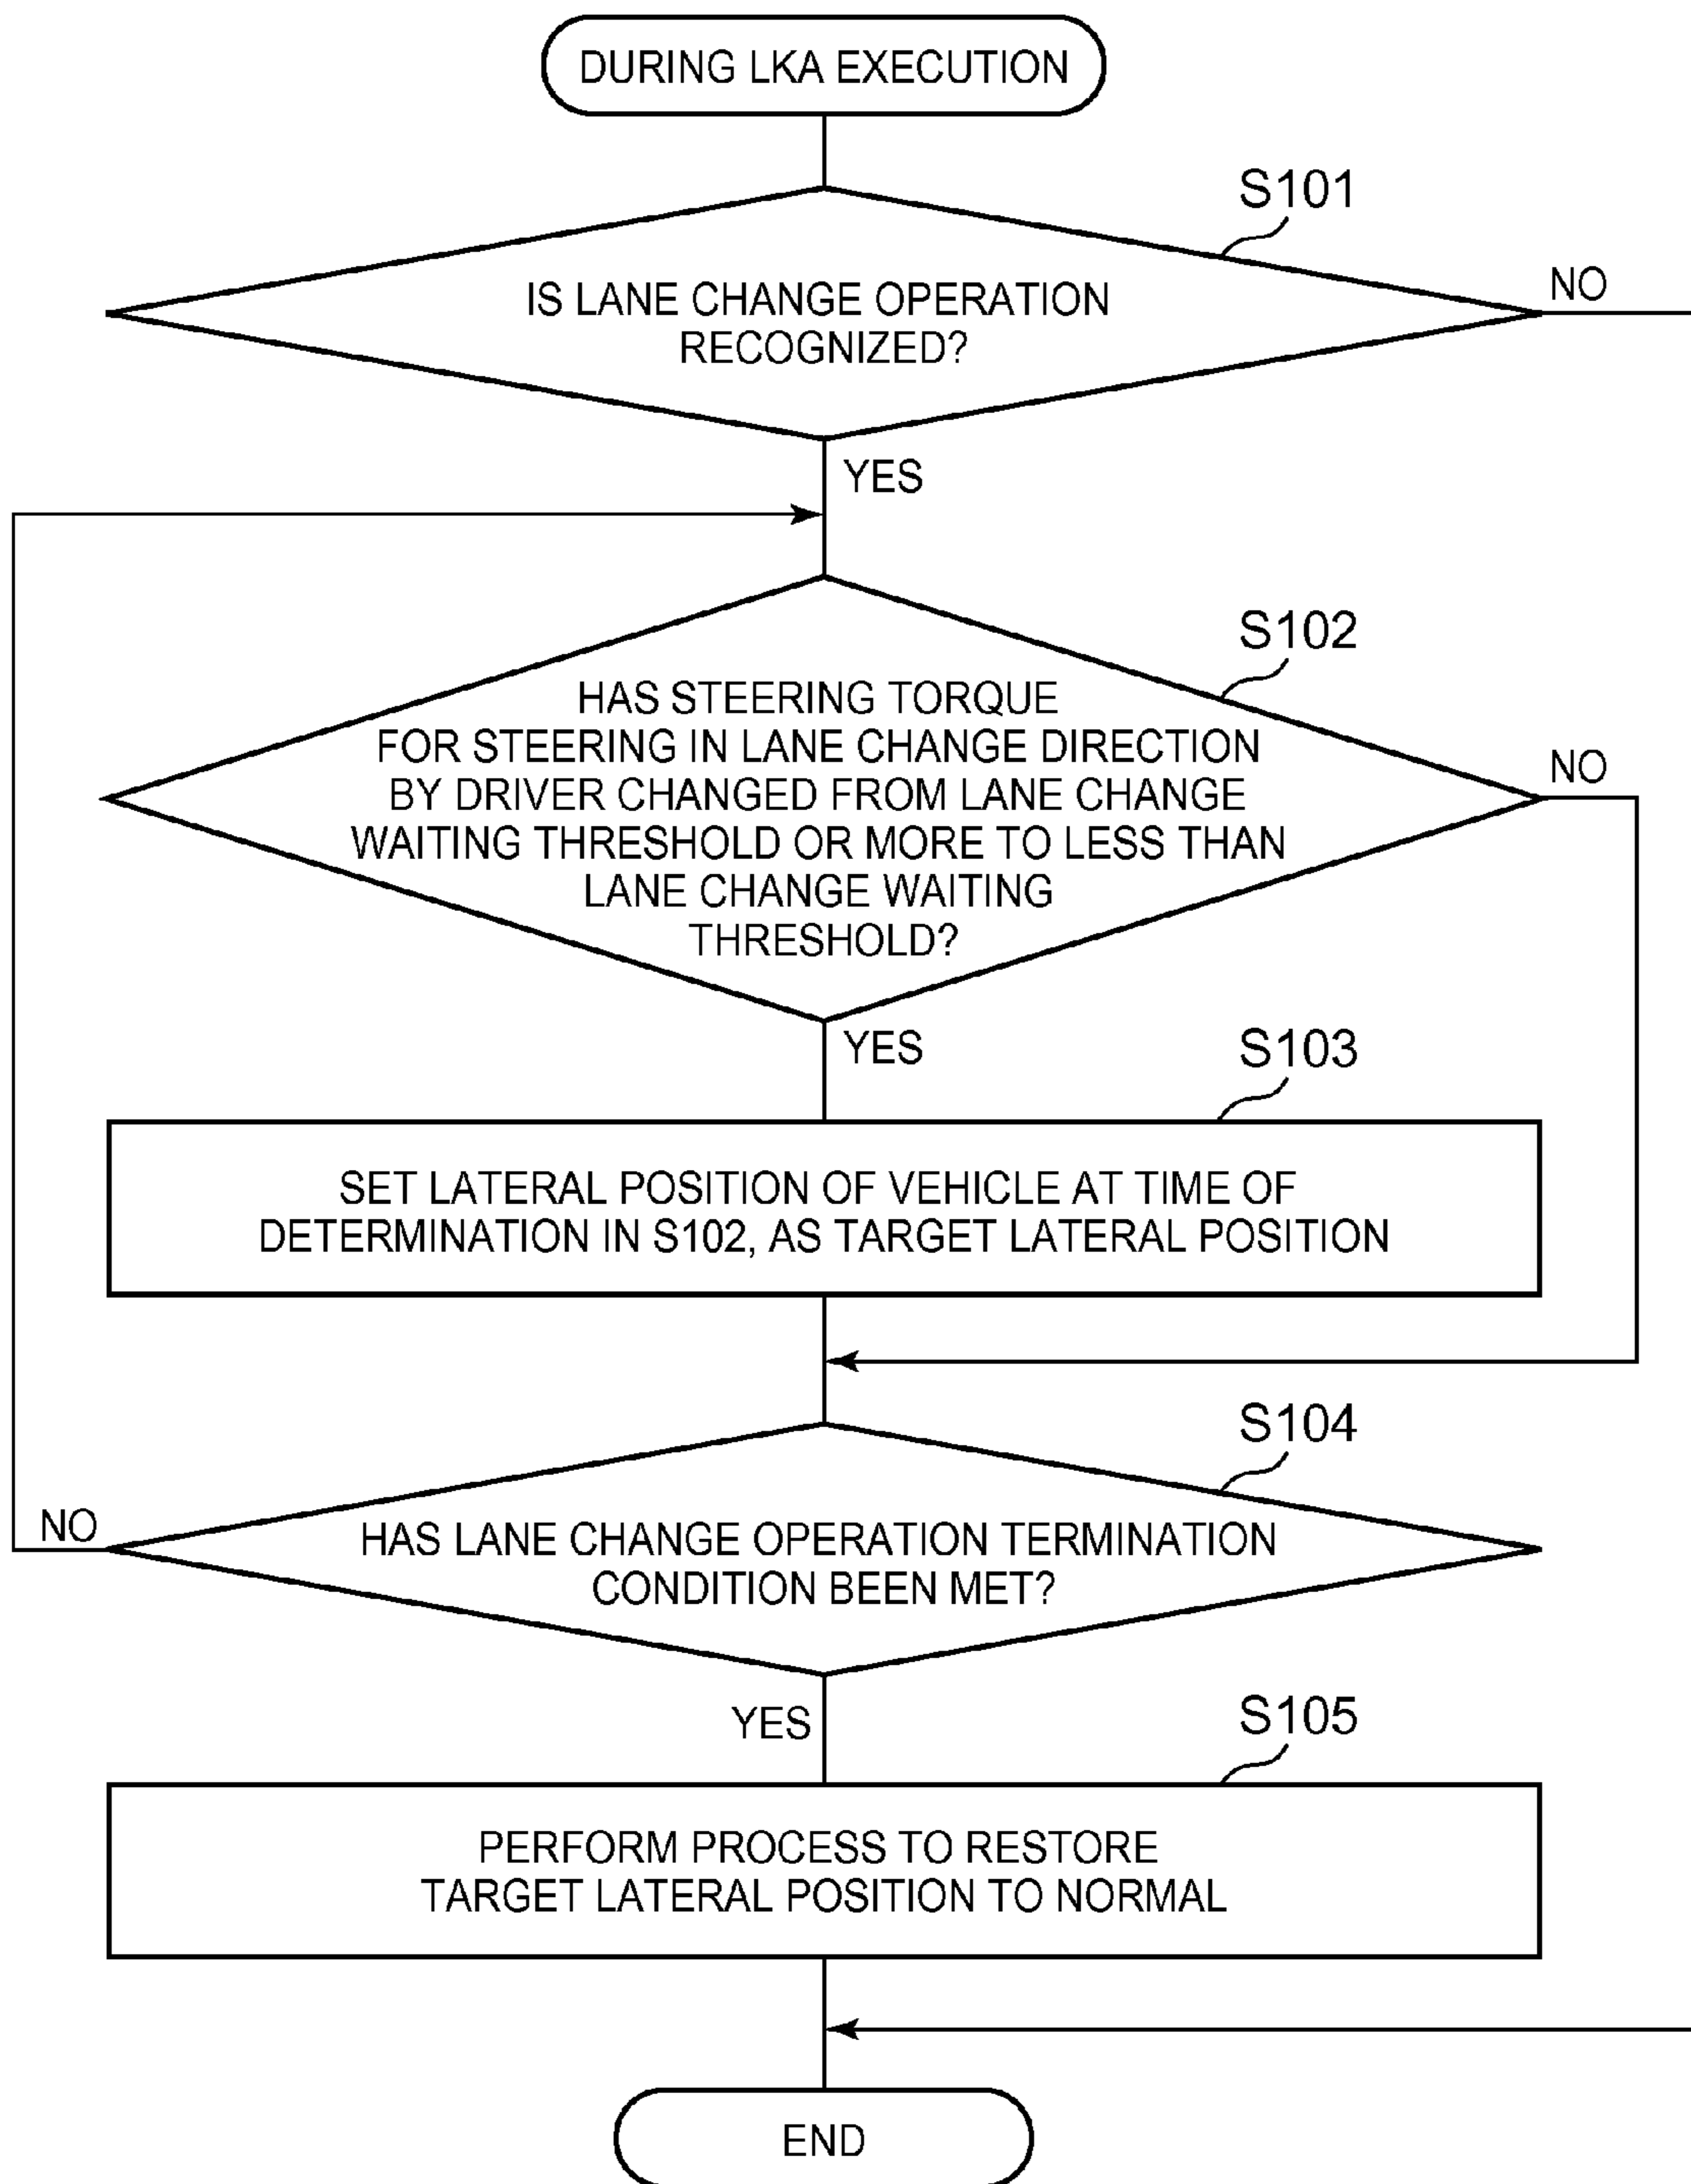 DURING LKA EXECUTION
S101
IS LANE CHANGE OPERATION
RECOGNIZED?
NO
YES
S102
HAS STEERING TORQUE
FOR STEERING IN LANE CHANGE DIRECTION
BY DRIVER CHANGED FROM LANE CHANGE
WAITING THRESHOLD OR MORE TO LESS THAN
LANE CHANGE WAITING
THRESHOLD?
NO
YES
S103
SET LATERAL POSITION OF VEHICLE AT TIME OF
DETERMINATION IN S102, AS TARGET LATERAL POSITION
S104
NO
HAS LANE CHANGE OPERATION TERMINATION
CONDITION BEEN MET?
YES
S105
PERFORM PROCESS TO RESTORE
TARGET LATERAL POSITION TO NORMAL
END